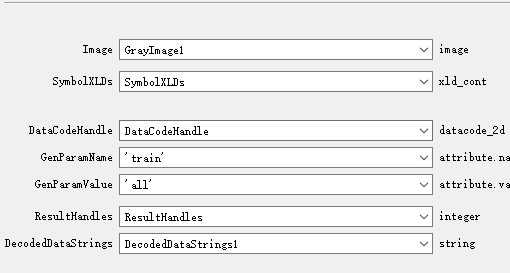 Image GrayImage1 image
SymbolXLDs SymbolXLDs xld_cont
DataCodeHandle DataCodeHandle datacode_2d
GenParamName 'train' attribute.na
GenParamValue 'all' attribute.va
ResultHandles ResultHandles integer
DecodedDataStrings DecodedDataStrings1 string